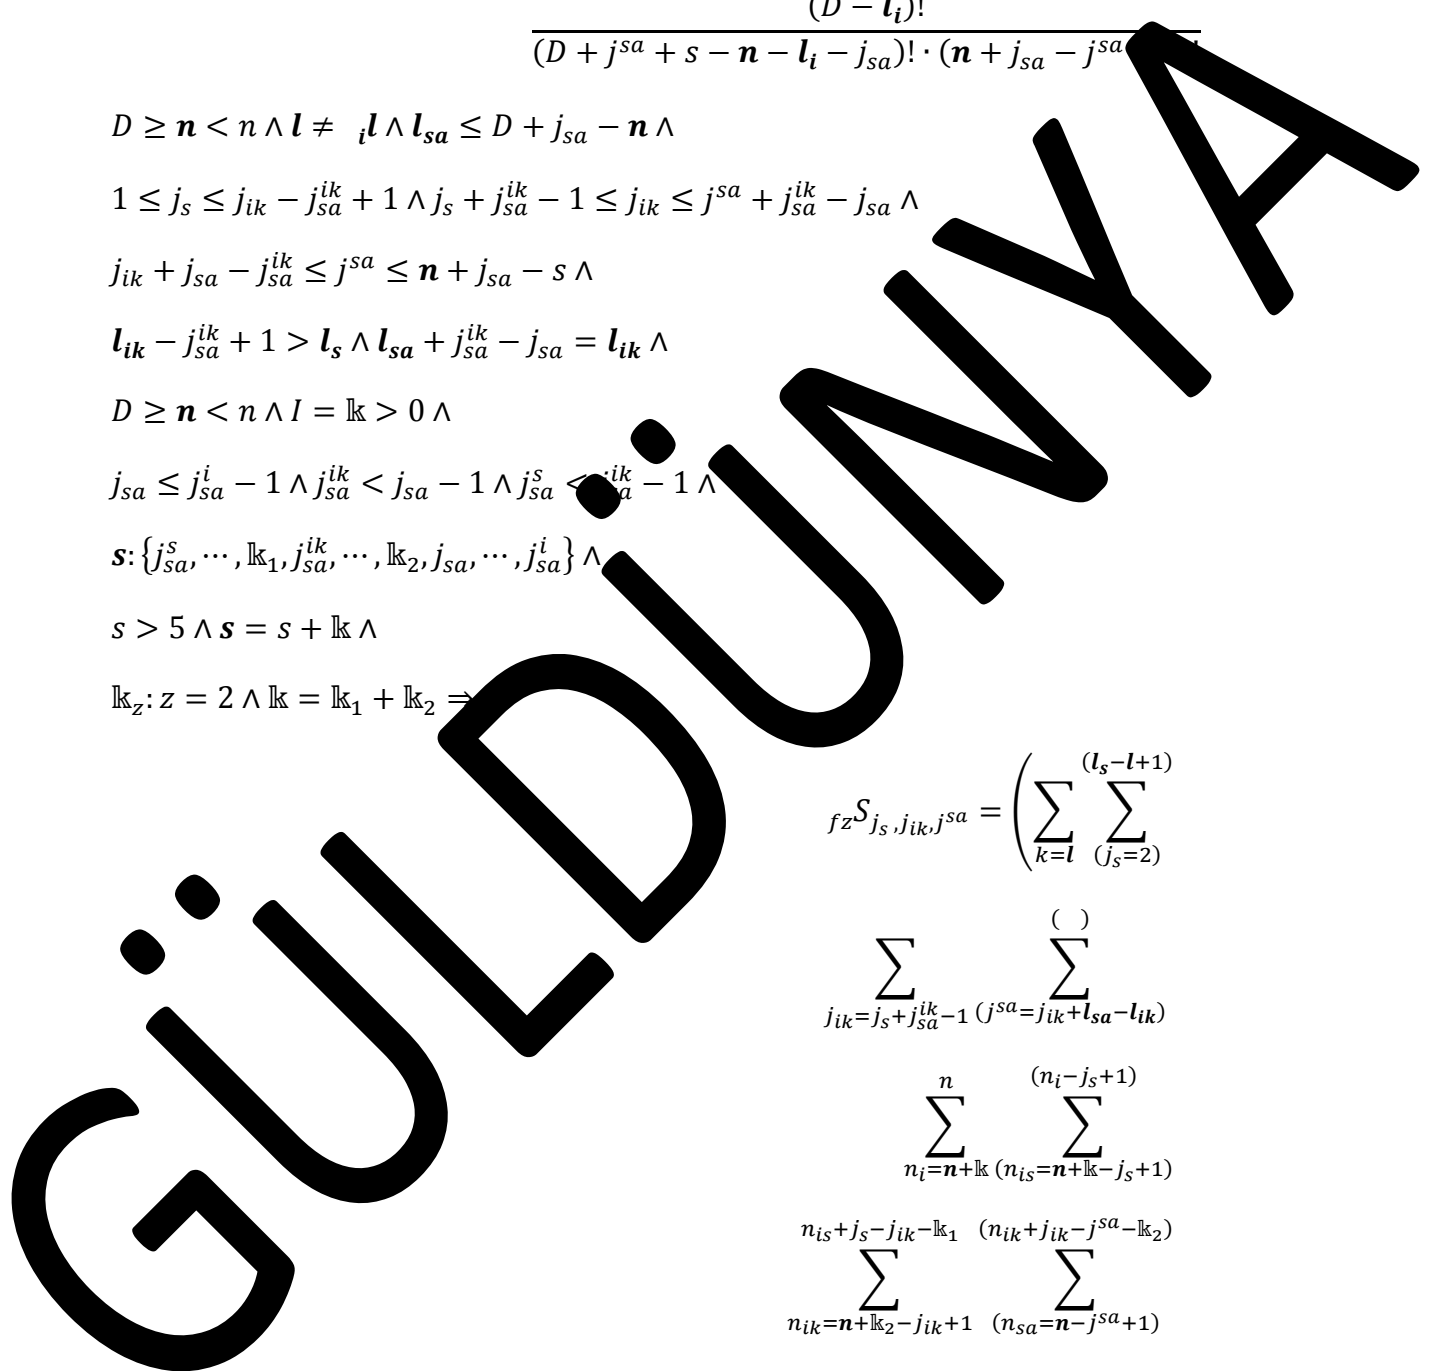 (D − l_i)!
(D + j^{sa} + s − n − l_i − j_{sa})! · (n + j_{sa} − j^{sa}
D ≥ n < n ∧ l ≠ _il ∧ l_{sa} ≤ D + j_{sa} − n ∧
1 ≤ j_s ≤ j_{ik} − j_{sa}^{ik} + 1 ∧ j_s + j_{sa}^{ik} − 1 ≤ j_{ik} ≤ j^{sa} + j_{sa}^{ik} − j_{sa} ∧
j_{ik} + j_{sa} − j_{sa}^{ik} ≤ j^{sa} ≤ n + j_{sa} − s ∧
l_{ik} − j_{sa}^{ik} + 1 > l_s ∧ l_{sa} + j_{sa}^{ik} − j_{sa} = l_{ik} ∧
D ≥ n < n ∧ I = 𝕜 > 0 ∧
j_{sa} ≤ j_{sa}^{i} − 1 ∧ j_{sa}^{ik} < j_{sa} − 1 ∧ j_{sa}^{s} < j_{sa}^{ik} − 1 ∧
s: {j_{sa}^{s}, ⋯, 𝕜_1, j_{sa}^{ik}, ⋯, 𝕜_2, j_{sa}, ⋯, j_{sa}^{i}} ∧
s > 5 ∧ s = s + 𝕜 ∧
𝕜_z: z = 2 ∧ 𝕜 = 𝕜_1 + 𝕜_2 ⇒
_{fz}S_{j_s, j_{ik}, j^{sa}} = ( ∑_{k=l} ∑_{(j_s=2)}^{(l_s−l+1)}
∑_{j_{ik}=j_s+j_{sa}^{ik}−1} ∑_{(j^{sa}=j_{ik}+l_{sa}−l_{ik})}^{( )}
∑_{n_i=n+𝕜}^{n} ∑_{(n_{is}=n+𝕜−j_s+1)}^{(n_i−j_s+1)}
∑_{n_{ik}=n+𝕜_2−j_{ik}+1}^{n_{is}+j_s−j_{ik}−𝕜_1} ∑_{(n_{sa}=n−j^{sa}+1)}^{(n_{ik}+j_{ik}−j^{sa}−𝕜_2)}
GÜLDÜNYA